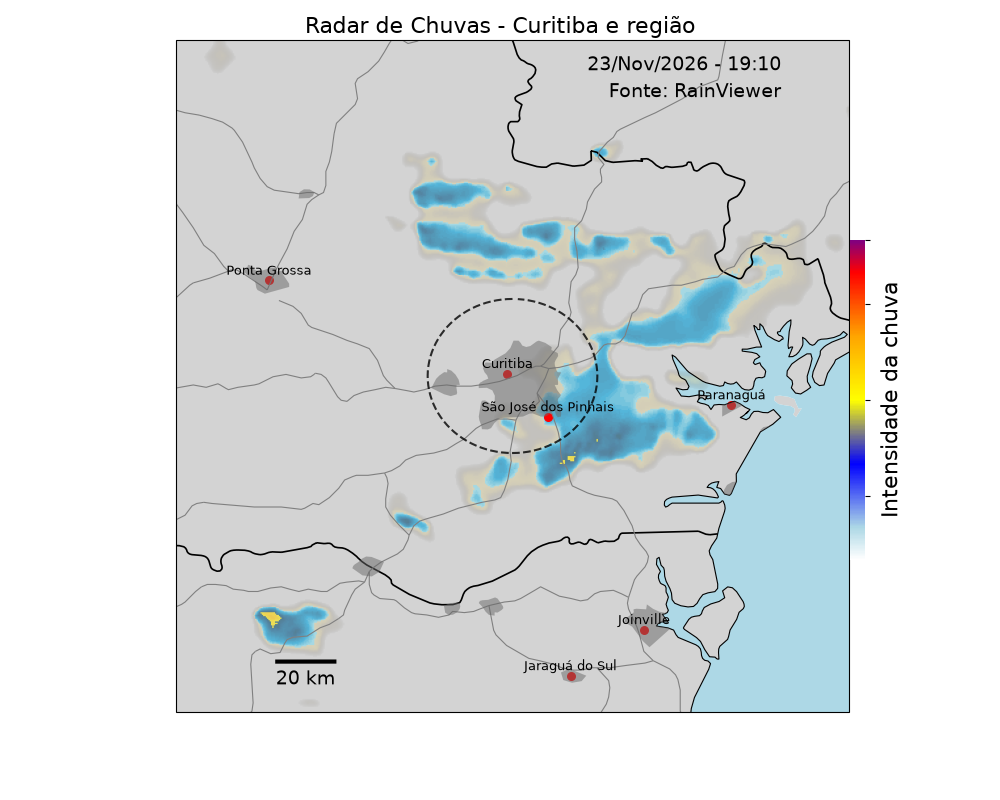 Radar de Chuvas - Curitiba e região
23/Nov/2026 - 19:10
Fonte: RainViewer
Ponta Grossa
Curitiba
Paranaguá
São José dos Pinhais
Intensidade da chuva
Joinville
Jaraguá do Sul
20 km